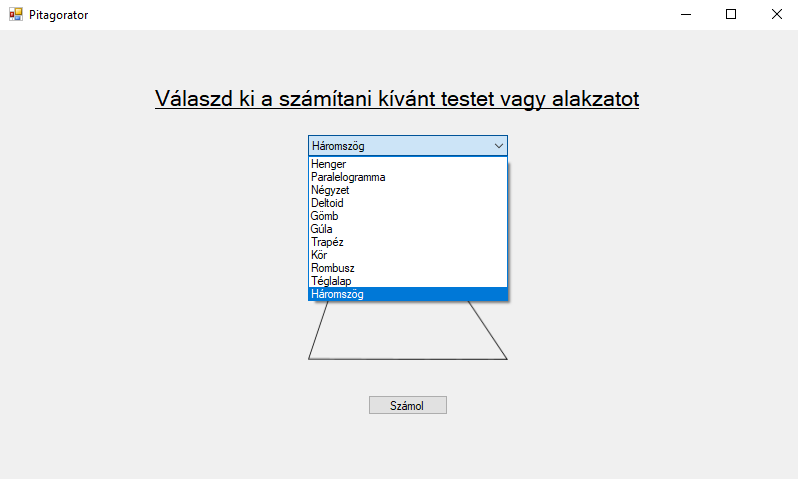 Pitagorator
Válaszd ki a számítani kívánt testet vagy alakzatot
Háromszög
Henger
Paralelogramma
Négyzet
Deltoid
Gömb
Gúla
Trapéz
Kör
Rombusz
Téglalap
Háromszög
Számol